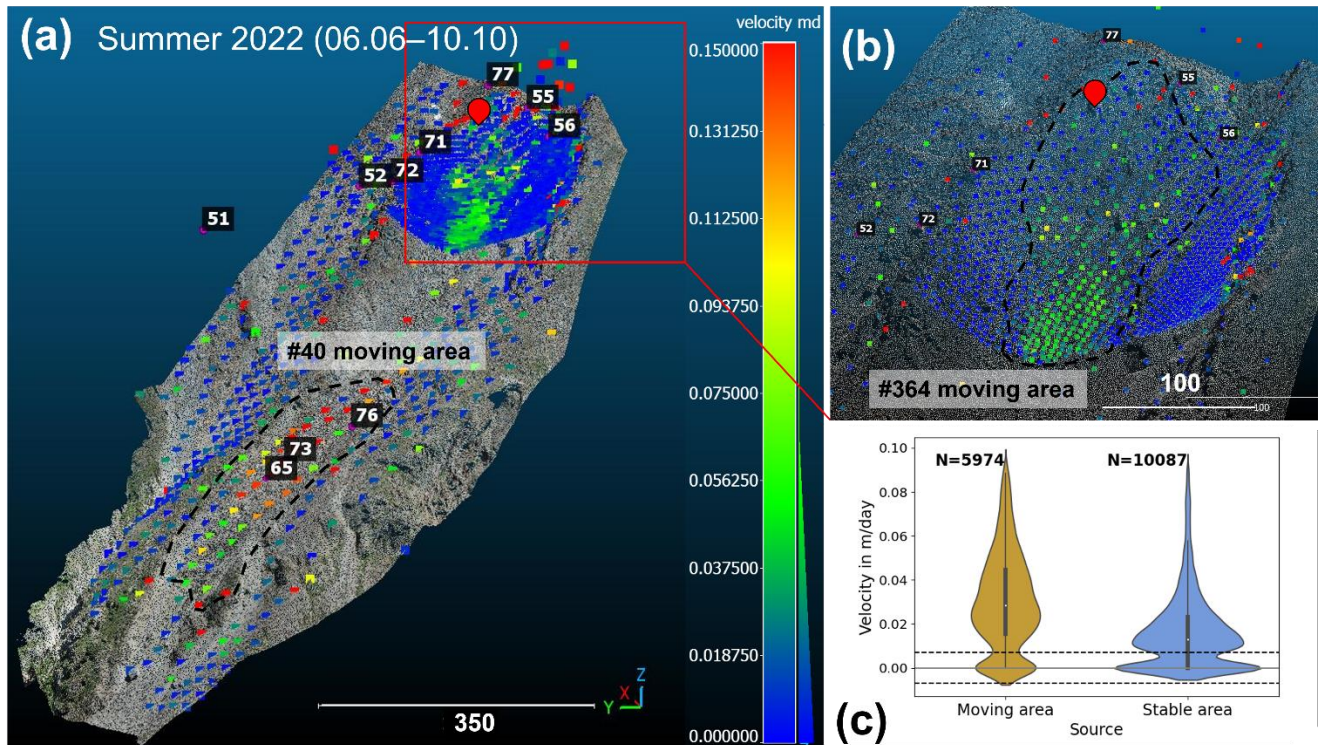 (a) Summer 2022 (06.06–10.10)
velocity md
0.150000
0.131250
0.112500
0.093750
0.075000
0.056250
0.037500
0.018750
0.000000
77
55
56
71
72
52
51
#40 moving area
76
73
65
350
X
Y
Z
(b)
77
55
56
71
72
52
#364 moving area
100
100
N=5974
N=10087
Velocity in m/day
0.10
0.08
0.06
0.04
0.02
0.00
Moving area
Stable area
Source
(c)